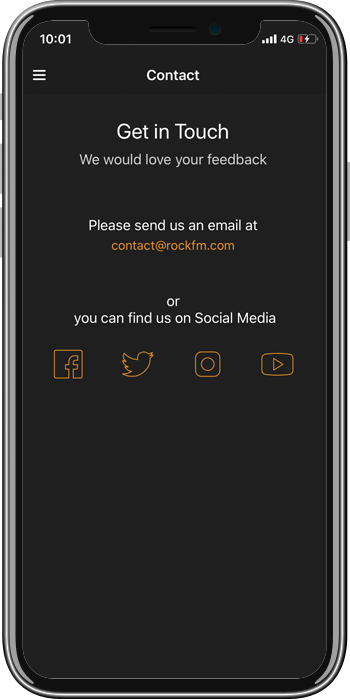 10:01
4G
Contact
Get in Touch
We would love your feedback
Please send us an email at
contact@rockfm.com
or
you can find us on Social Media